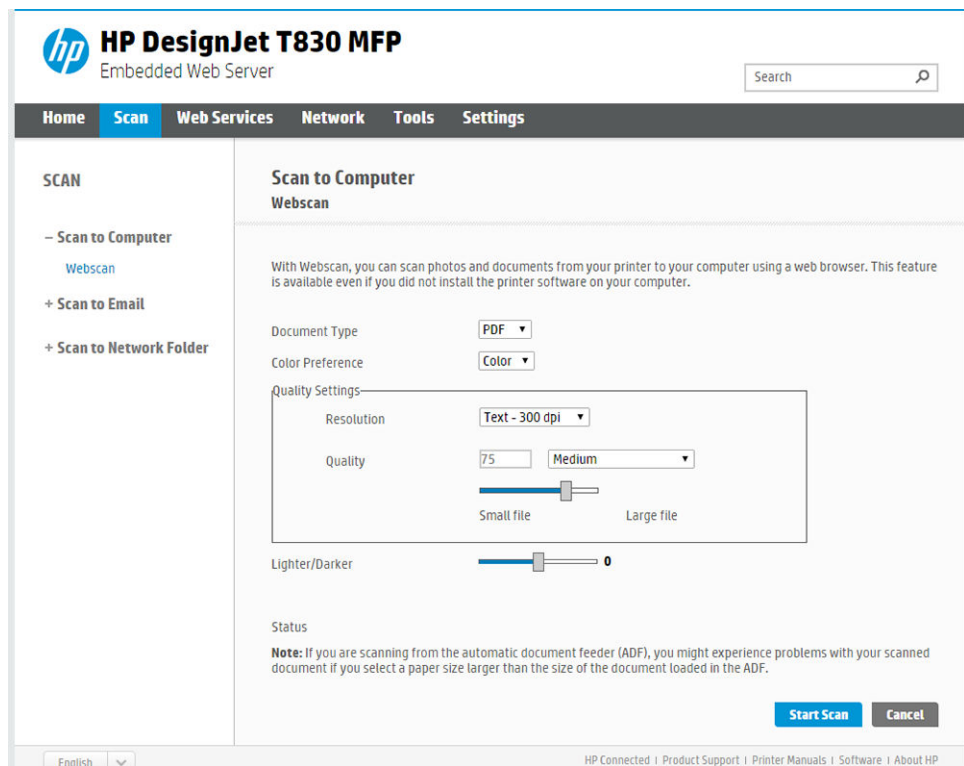 hp
HP DesignJet T830 MFP
Embedded Web Server
Search
Home Scan Web Services Network Tools Settings
SCAN
– Scan to Computer
Webscan
+ Scan to Email
+ Scan to Network Folder
Scan to Computer
Webscan
With Webscan, you can scan photos and documents from your printer to your computer using a web browser. This feature
is available even if you did not install the printer software on your computer.
Document Type PDF
Color Preference Color
Quality Settings
Resolution Text - 300 dpi
Quality 75 Medium
Small file Large file
Lighter/Darker 0
Status
Note: If you are scanning from the automatic document feeder (ADF), you might experience problems with your scanned
document if you select a paper size larger than the size of the document loaded in the ADF.
Start Scan Cancel
English
HP Connected | Product Support | Printer Manuals | Software | About HP